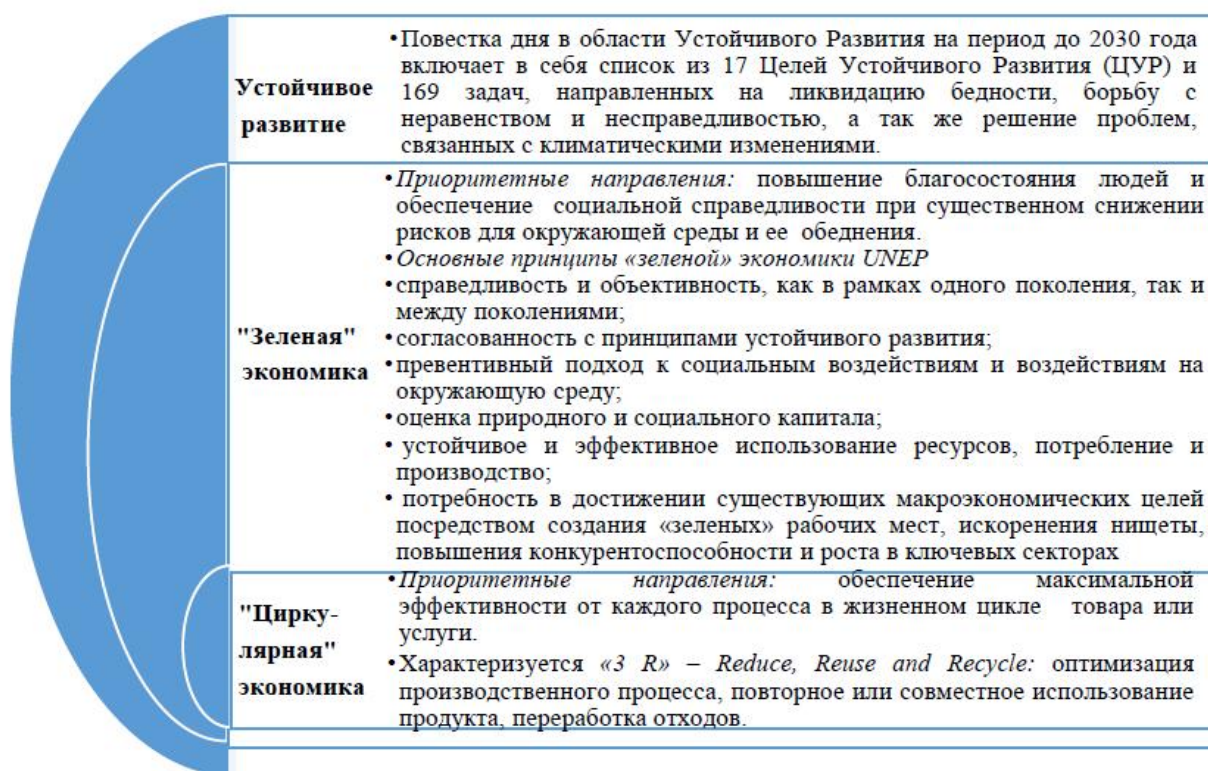 Устойчивое
развитие
•Повестка дня в области Устойчивого Развития на период до 2030 года
включает в себя список из 17 Целей Устойчивого Развития (ЦУР) и
169 задач, направленных на ликвидацию бедности, борьбу с
неравенством и несправедливостью, а так же решение проблем,
связанных с климатическими изменениями.
"Зеленая"
экономика
•Приоритетные направления: повышение благосостояния людей и
обеспечение социальной справедливости при существенном снижении
рисков для окружающей среды и ее обеднения.
•Основные принципы «зеленой» экономики UNEP
•справедливость и объективность, как в рамках одного поколения, так и
между поколениями;
•согласованность с принципами устойчивого развития;
•превентивный подход к социальным воздействиям и воздействиям на
окружающую среду;
•оценка природного и социального капитала;
• устойчивое и эффективное использование ресурсов, потребление и
производство;
• потребность в достижении существующих макроэкономических целей
посредством создания «зеленых» рабочих мест, искоренения нищеты,
повышения конкурентоспособности и роста в ключевых секторах
"Цирку-
лярная"
экономика
•Приоритетные направления: обеспечение максимальной
эффективности от каждого процесса в жизненном цикле товара или
услуги.
•Характеризуется «3 R» – Reduce, Reuse and Recycle: оптимизация
производственного процесса, повторное или совместное использование
продукта, переработка отходов.